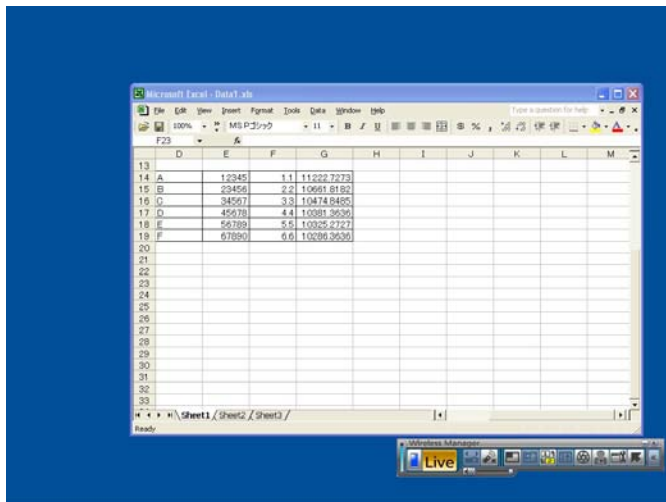 Microsoft Excel - Data1.xls
File Edit View Insert Format Tools Data Window Help Type a question for help
100% MS Pゴシック 11 B I U $ % ,
F23 fx
D E F G H I J K L M
13
14 A 12345 1.1 11222.7273
15 B 23456 2.2 10661.8182
16 C 34567 3.3 10474.8485
17 D 45678 4.4 10381.3636
18 E 56789 5.5 10325.2727
19 F 67890 6.6 10286.3636
20
21
22
23
24
25
26
27
28
29
30
31
32
33
Sheet1 Sheet2 Sheet3
Ready
Wireless Manager
Live